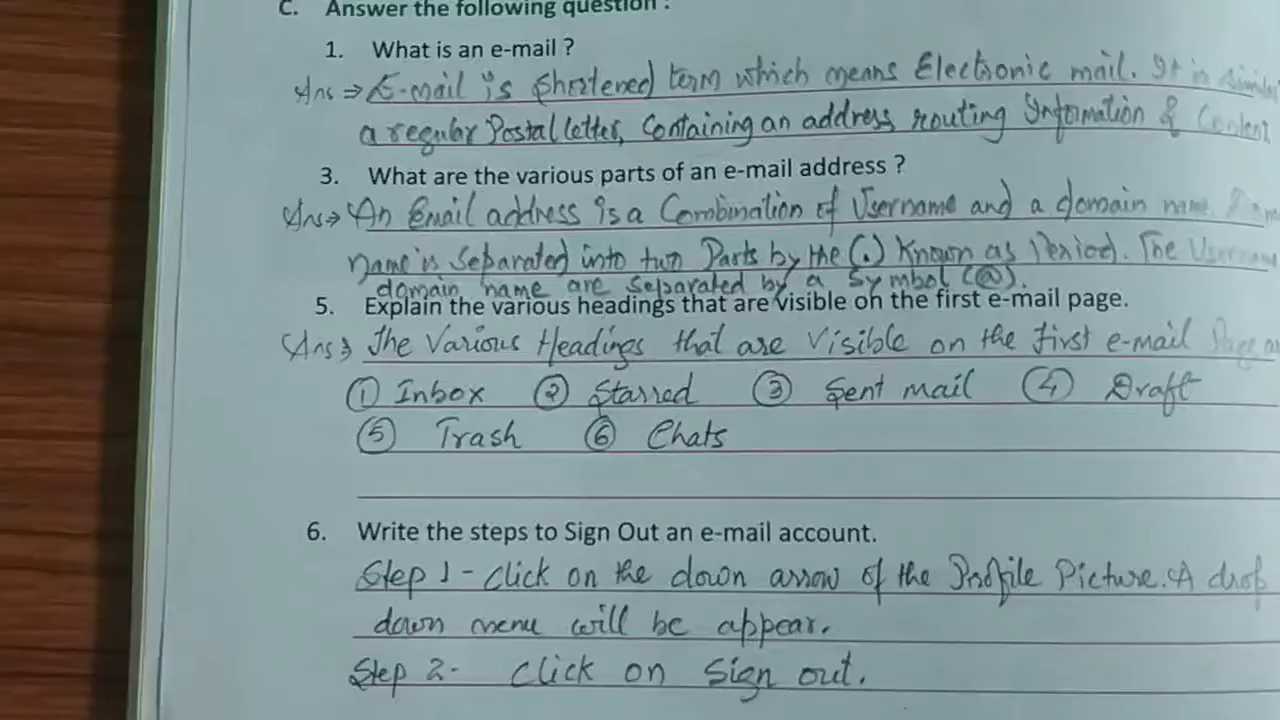 C. Answer the following question :
1. What is an e-mail ?
Ans ⇒ E-mail is Shortened term which means Electronic mail. It is
a regular Postal letter, Containing an address, routing Information & Content
3. What are the various parts of an e-mail address ?
Ans → An Email address is a Combination of Username and a domain name.
name is Separated into two Parts by the (.) Known as Period. The Username
domain name are separated by a Symbol (@).
5. Explain the various headings that are visible on the first e-mail page.
Ans → The Various Headings that are Visible on the first e-mail Page
① Inbox ② Starred ③ Sent mail ④ Draft
⑤ Trash ⑥ Chats
6. Write the steps to Sign Out an e-mail account.
Step 1 - Click on the down arrow of the Profile Picture. A drop
down menu will be appear.
Step 2 - Click on Sign out.